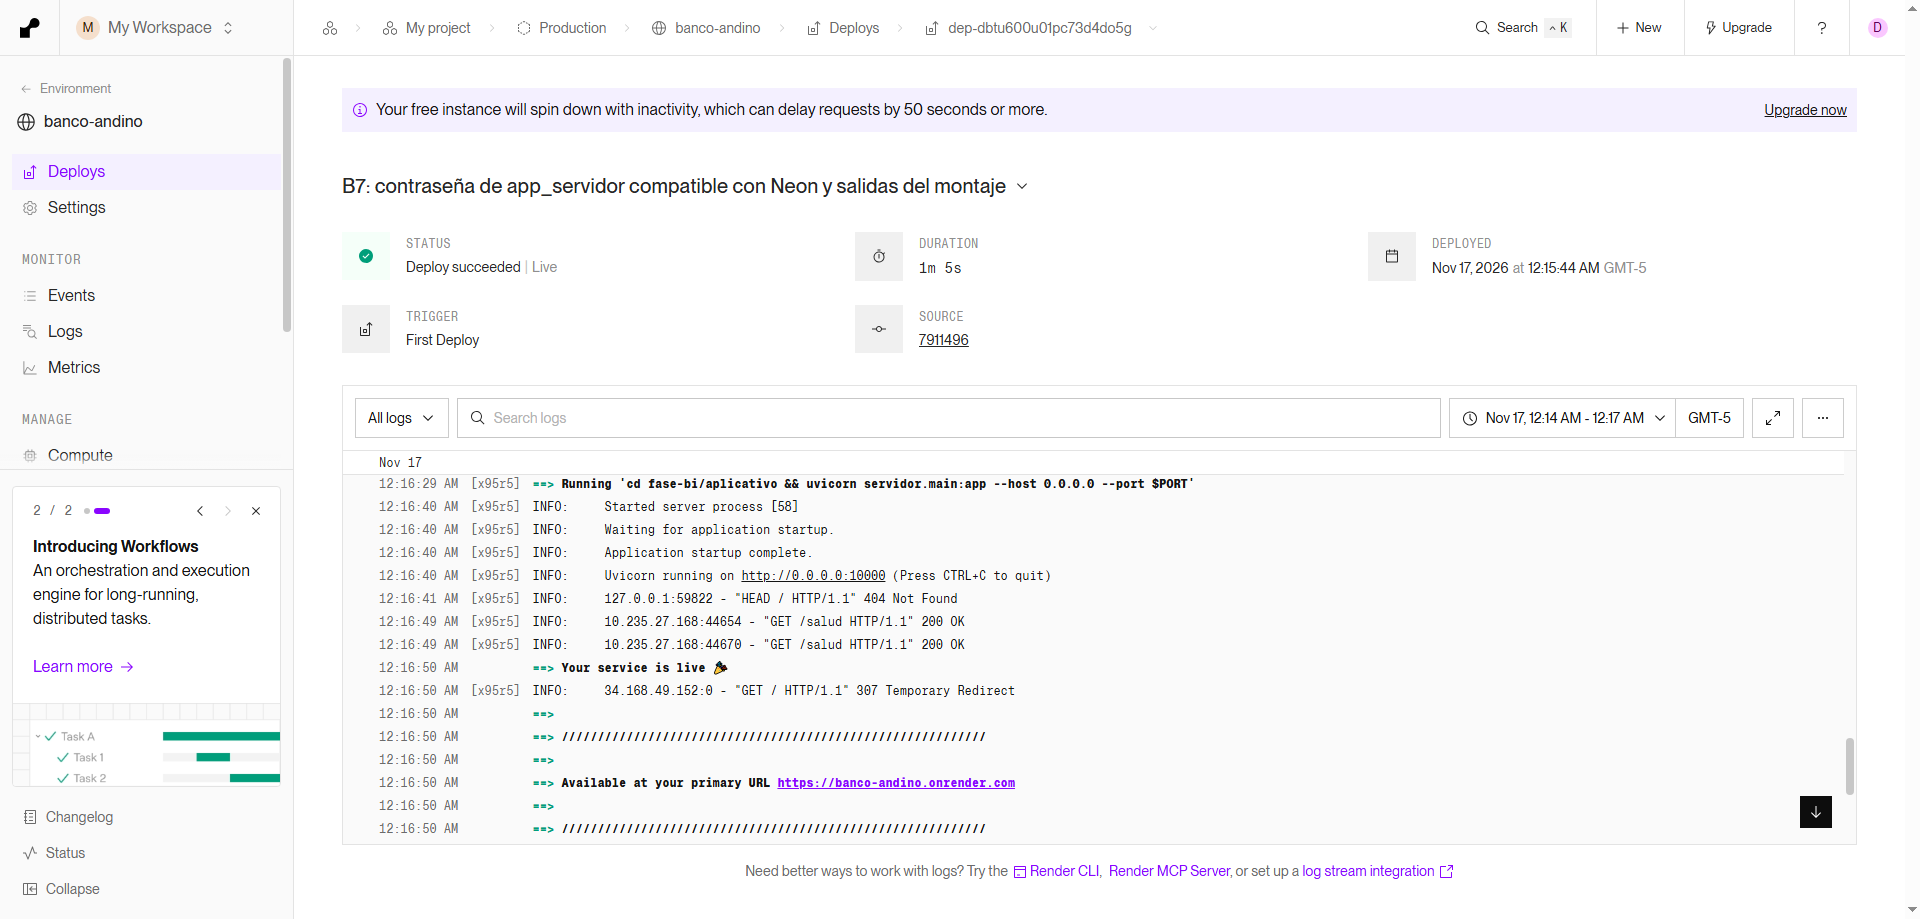 M My Workspace
My project
Production
banco-andino
Deploys
dep-dbtu600u01pc73d4do5g
Search ^ K
+ New
Upgrade
?
D
← Environment
banco-andino
Deploys
Settings
MONITOR
Events
Logs
Metrics
MANAGE
Compute
2 / 2
Introducing Workflows
An orchestration and execution
engine for long-running,
distributed tasks.
Learn more →
Task A
Task 1
Task 2
Changelog
Status
Collapse
Your free instance will spin down with inactivity, which can delay requests by 50 seconds or more.
Upgrade now
B7: contraseña de app_servidor compatible con Neon y salidas del montaje
STATUS
Deploy succeeded | Live
DURATION
1m 5s
DEPLOYED
Nov 17, 2026 at 12:15:44 AM GMT-5
TRIGGER
First Deploy
SOURCE
7911496
All logs
Search logs
Nov 17, 12:14 AM - 12:17 AM
GMT-5
Nov 17
12:16:29 AM [x95r5] ==> Running 'cd fase-bi/aplicativo && uvicorn servidor.main:app --host 0.0.0.0 --port $PORT'
12:16:40 AM [x95r5] INFO: Started server process [58]
12:16:40 AM [x95r5] INFO: Waiting for application startup.
12:16:40 AM [x95r5] INFO: Application startup complete.
12:16:40 AM [x95r5] INFO: Uvicorn running on http://0.0.0.0:10000 (Press CTRL+C to quit)
12:16:41 AM [x95r5] INFO: 127.0.0.1:59822 - "HEAD / HTTP/1.1" 404 Not Found
12:16:49 AM [x95r5] INFO: 10.235.27.168:44654 - "GET /salud HTTP/1.1" 200 OK
12:16:49 AM [x95r5] INFO: 10.235.27.168:44670 - "GET /salud HTTP/1.1" 200 OK
12:16:50 AM ==> Your service is live 🎉
12:16:50 AM [x95r5] INFO: 34.168.49.152:0 - "GET / HTTP/1.1" 307 Temporary Redirect
12:16:50 AM ==>
12:16:50 AM ==> ///////////////////////////////////////////////////////////
12:16:50 AM ==>
12:16:50 AM ==> Available at your primary URL https://banco-andino.onrender.com
12:16:50 AM ==>
12:16:50 AM ==> ///////////////////////////////////////////////////////////
Need better ways to work with logs? Try the Render CLI, Render MCP Server, or set up a log stream integration